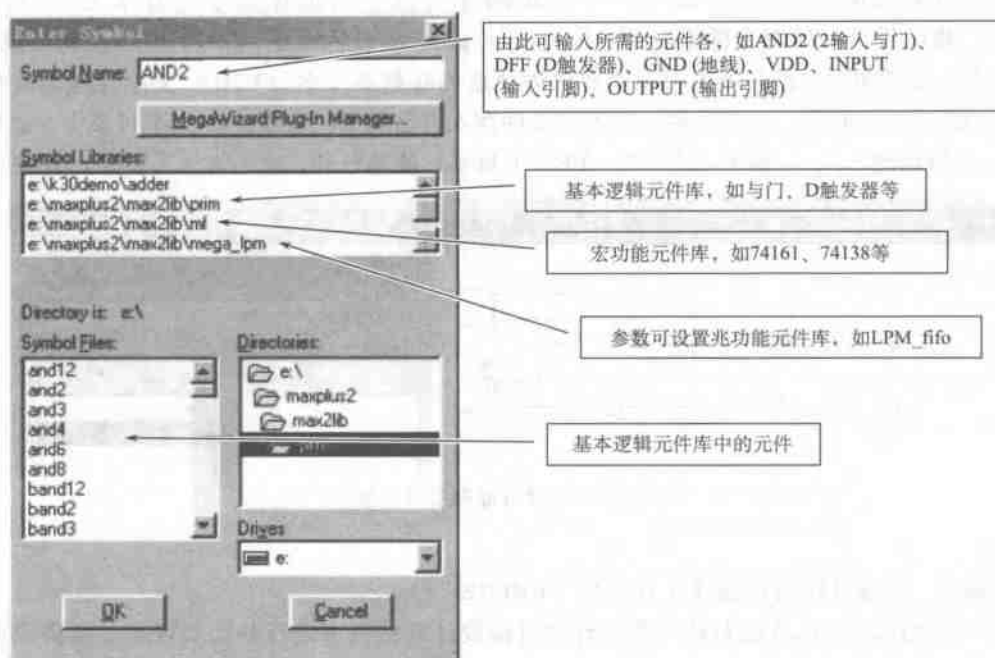 Enter Symbol
Symbol Name: AND2
MegaWizard Plug-In Manager...
Symbol Libraries:
e:\k30demo\adder
e:\maxplus2\max2lib\prim
e:\maxplus2\max2lib\mf
e:\maxplus2\max2lib\mega_lpm
Directory is: e:\
Symbol Files:
and12
and2
and3
and4
and6
and8
band12
band2
band3
Directories:
e:\
maxplus2
max2lib
Drives
e:
OK
Cancel
由此可输入所需的元件各，如AND2 (2输入与门)、
DFF (D触发器)、GND (地线)、VDD、INPUT
(输入引脚)、OUTPUT (输出引脚)
基本逻辑元件库，如与门、D触发器等
宏功能元件库，如74161、74138等
参数可设置兆功能元件库，如LPM_fifo
基本逻辑元件库中的元件